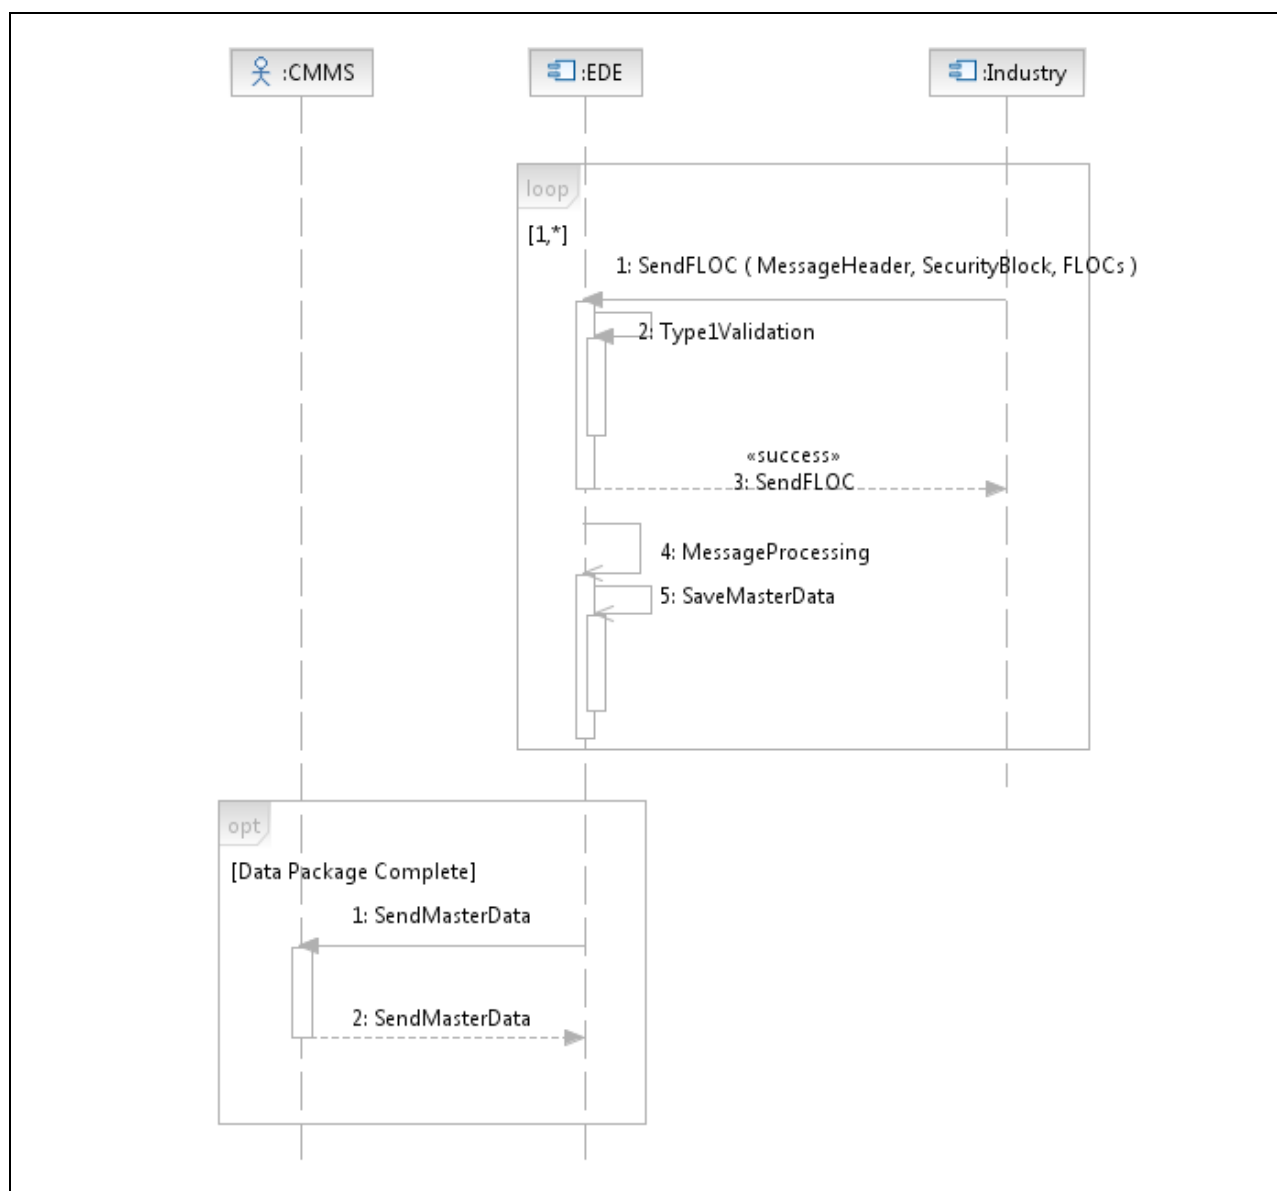 :CMMS
:EDE
:Industry
loop
[1,*]
1: SendFLOC ( MessageHeader, SecurityBlock, FLOCs )
2: Type1Validation
«success»
3: SendFLOC
4: MessageProcessing
5: SaveMasterData
opt
[Data Package Complete]
1: SendMasterData
2: SendMasterData